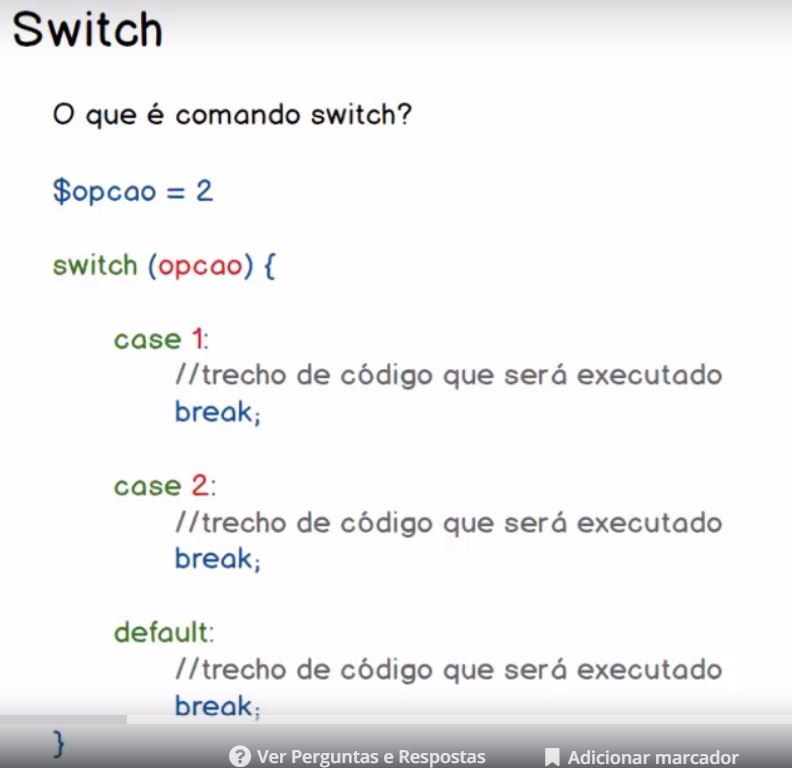 Switch
O que é comando switch?
$opcao = 2
switch (opcao) {
case 1:
//trecho de código que será executado
break;
case 2:
//trecho de código que será executado
break;
default:
//trecho de código que será executado
break;
}
? Ver Perguntas e Respostas Adicionar marcador